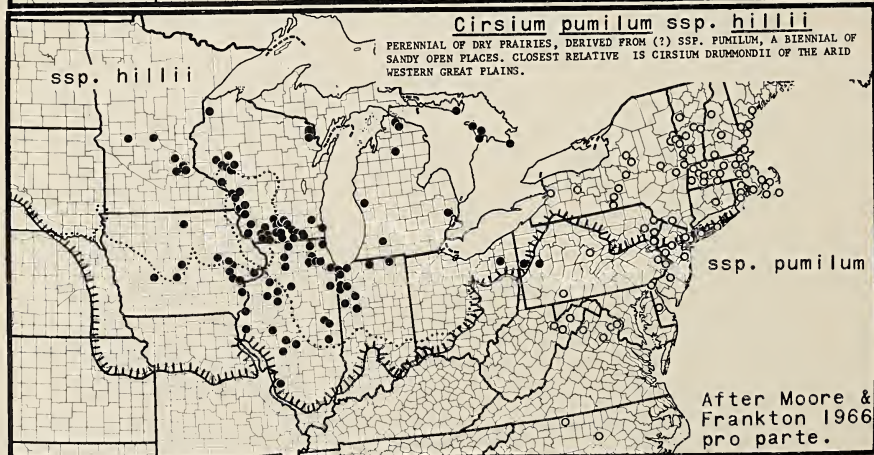 Cirsium pumilum ssp. hillii
PERENNIAL OF DRY PRAIRIES, DERIVED FROM (?) SSP. PUMILUM, A BIENNIAL OF
SANDY OPEN PLACES. CLOSEST RELATIVE IS CIRSIUM DRUMMONDII OF THE ARID
WESTERN GREAT PLAINS.
ssp. hillii
ssp. pumilum
After Moore &
Frankton 1966
pro parte.